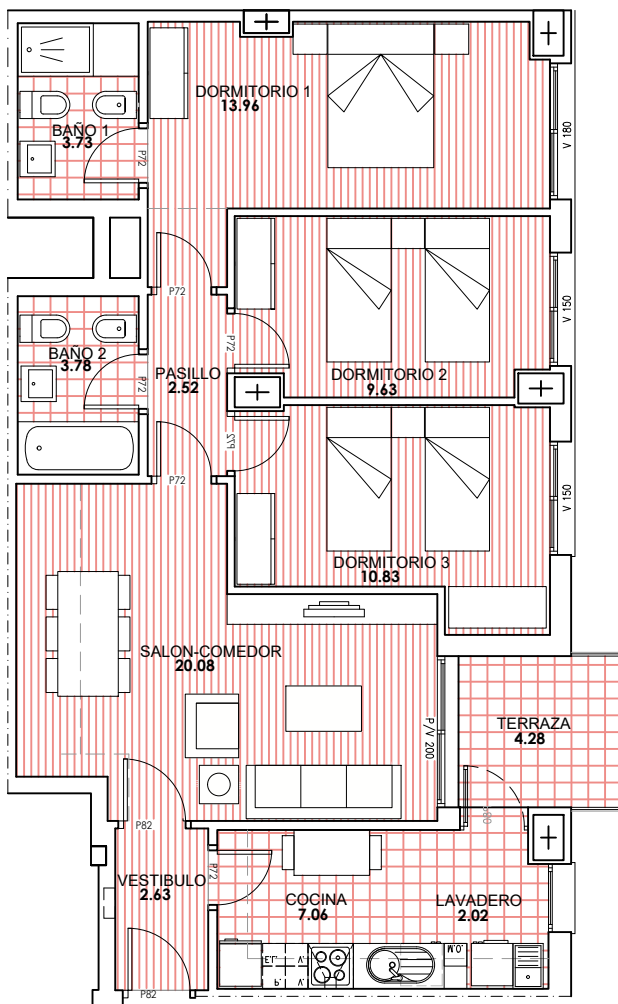 DORMITORIO 1
13.96
BAÑO 1
3.73
V 180
P72
P72
V 150
P72
BAÑO 2
3.78
PASILLO
2.52
DORMITORIO 2
9.63
P72
P72
P72
V 150
DORMITORIO 3
10.83
SALON-COMEDOR
20.08
TERRAZA
4.28
P/V 200
P80
P82
VESTIBULO
2.63
P72
COCINA
7.06
LAVADERO
2.02
P82